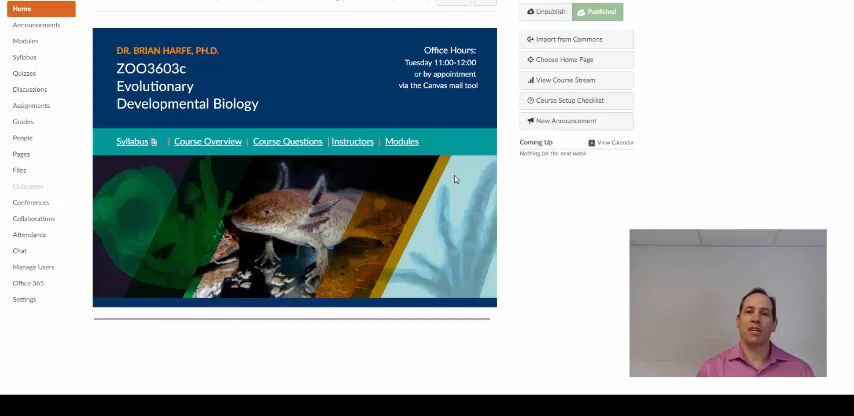 Home
Announcements
Modules
Syllabus
Quizzes
Discussions
Assignments
Grades
People
Pages
Files
Outcomes
Conferences
Collaborations
Attendance
Chat
Manage Users
Office 365
Settings
DR. BRIAN HARFE, PH.D.
ZOO3603c
Evolutionary
Developmental Biology
Office Hours:
Tuesday 11:00-12:00
or by appointment
via the Canvas mail tool
Syllabus | Course Overview | Course Questions | Instructors | Modules
Unpublish Published
Import from Commons
Choose Home Page
View Course Stream
Course Setup Checklist
New Announcement
Coming Up View Calendar
Nothing for the next week